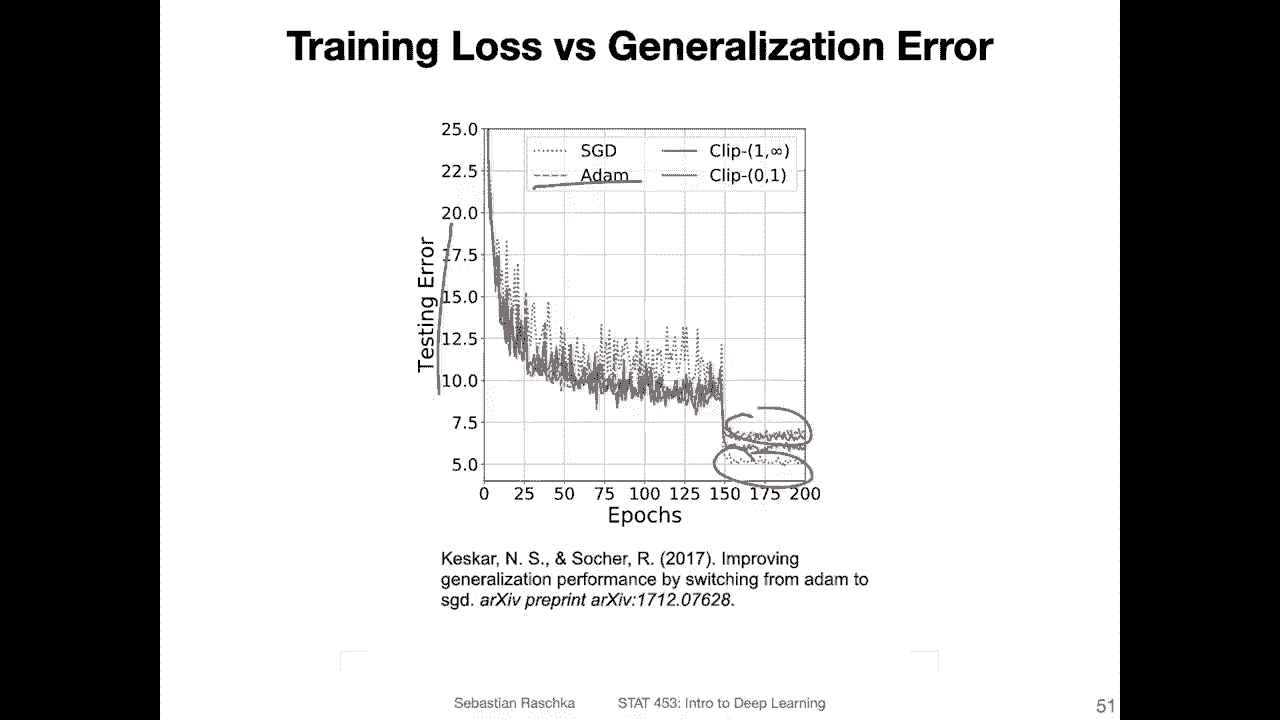 Training Loss vs Generalization Error
25.0
22.5
20.0
17.5
15.0
12.5
10.0
7.5
5.0
Testing Error
SGD
Adam
Clip-(1,∞)
Clip-(0,1)
0 25 50 75 100 125 150 175 200
Epochs
Keskar, N. S., & Socher, R. (2017). Improving
generalization performance by switching from adam to
sgd. arXiv preprint arXiv:1712.07628.
Sebastian Raschka STAT 453: Intro to Deep Learning
51